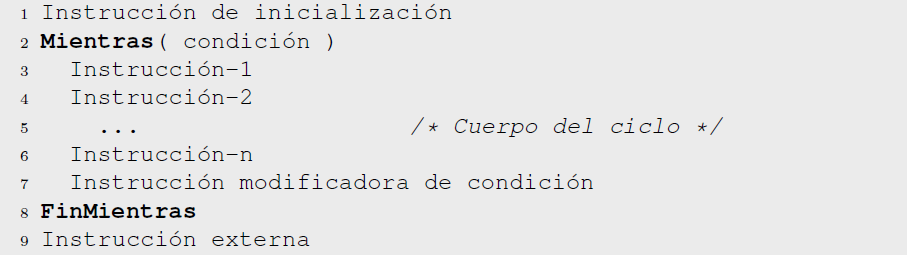 1 Instrucción de inicialización
2 Mientras( condición )
3 Instrucción-1
4 Instrucción-2
5 ... /* Cuerpo del ciclo */
6 Instrucción-n
7 Instrucción modificadora de condición
8 FinMientras
9 Instrucción externa